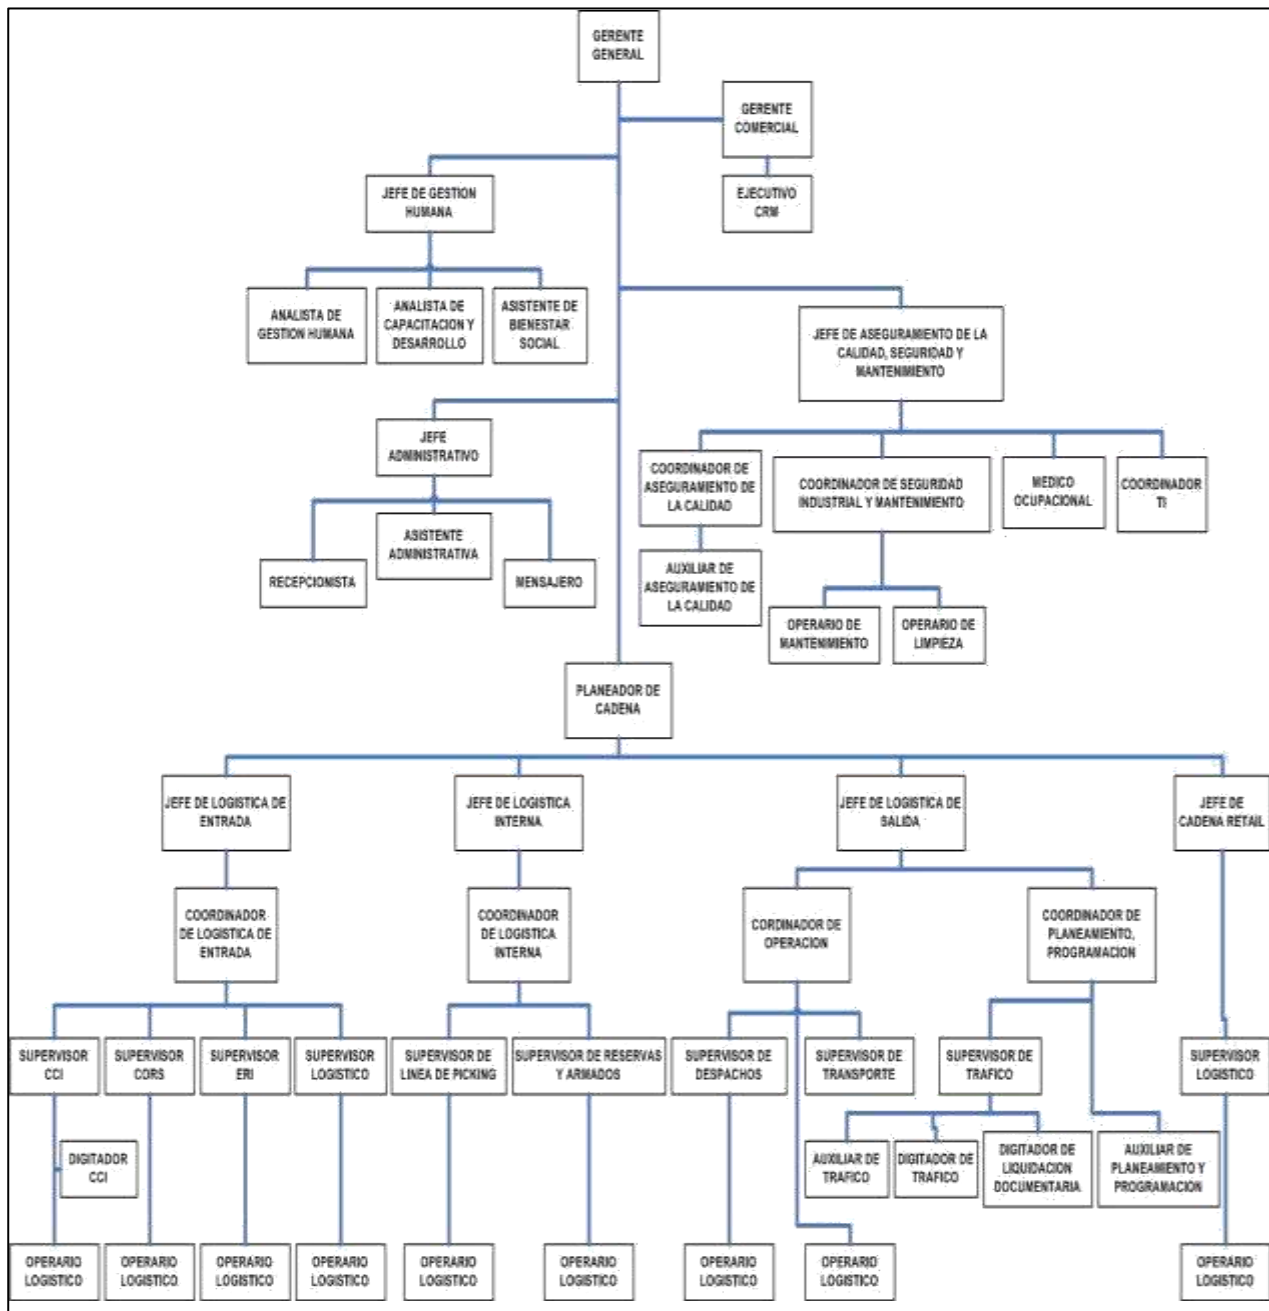 GERENTE
GENERAL
GERENTE
COMERCIAL
JEFE DE GESTION
HUMANA
EJECUTIVO
CRM
ANALISTA DE
GESTION HUMANA
ANALISTA DE
CAPACITACION Y
DESARROLLO
ASISTENTE DE
BIENESTAR
SOCIAL
JEFE DE ASEGURAMIENTO DE LA
CALIDAD, SEGURIDAD Y
MANTENIMIENTO
JEFE
ADMINISTRATIVO
COORDINADOR DE
ASEGURAMIENTO DE
LA CALIDAD
COORDINADOR DE SEGURIDAD
INDUSTRIAL Y MANTENIMIENTO
MEDICO
OCUPACIONAL
COORDINADOR
TI
RECEPCIONISTA
ASISTENTE
ADMINISTRATIVA
MENSAJERO
AUXILIAR DE
ASEGURAMIENTO DE
LA CALIDAD
OPERARIO DE
MANTENIMIENTO
OPERARIO DE
LIMPIEZA
PLANEADOR DE
CADENA
JEFE DE LOGISTICA DE
ENTRADA
JEFE DE LOGISTICA
INTERNA
JEFE DE LOGISTICA DE
SALIDA
JEFE DE
CADENA RETAIL
COORDINADOR
DE LOGISTICA DE
ENTRADA
COORDINADOR
DE LOGISTICA
INTERNA
CORDINADOR DE
OPERACION
COORDINADOR DE
PLANEAMIENTO,
PROGRAMACION
SUPERVISOR
CCI
SUPERVISOR
CORS
SUPERVISOR
ERI
SUPERVISOR
LOGISTICO
SUPERVISOR DE
LINEA DE PICKING
SUPERVISOR DE RESERVAS
Y ARMADOS
SUPERVISOR DE
DESPACHOS
SUPERVISOR DE
TRANSPORTE
SUPERVISOR DE
TRAFICO
SUPERVISOR
LOGISTICO
DIGITADOR
CCI
AUXILIAR DE
TRAFICO
DIGITADOR DE
TRAFICO
DIGITADOR DE
LIQUIDACION
DOCUMENTARIA
AUXILIAR DE
PLANEAMIENTO Y
PROGRAMACION
OPERARIO
LOGISTICO
OPERARIO
LOGISTICO
OPERARIO
LOGISTICO
OPERARIO
LOGISTICO
OPERARIO
LOGISTICO
OPERARIO
LOGISTICO
OPERARIO
LOGISTICO
OPERARIO
LOGISTICO
OPERARIO
LOGISTICO